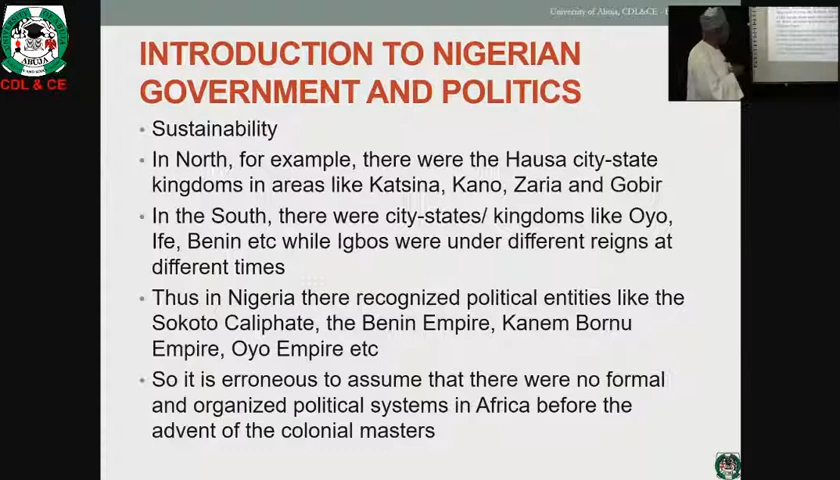 University of Abuja, CDL&CE -
ABUJA
CDL & CE
INTRODUCTION TO NIGERIAN
GOVERNMENT AND POLITICS
• Sustainability
• In North, for example, there were the Hausa city-state
kingdoms in areas like Katsina, Kano, Zaria and Gobir
• In the South, there were city-states/ kingdoms like Oyo,
Ife, Benin etc while Igbos were under different reigns at
different times
• Thus in Nigeria there recognized political entities like the
Sokoto Caliphate, the Benin Empire, Kanem Bornu
Empire, Oyo Empire etc
• So it is erroneous to assume that there were no formal
and organized political systems in Africa before the
advent of the colonial masters